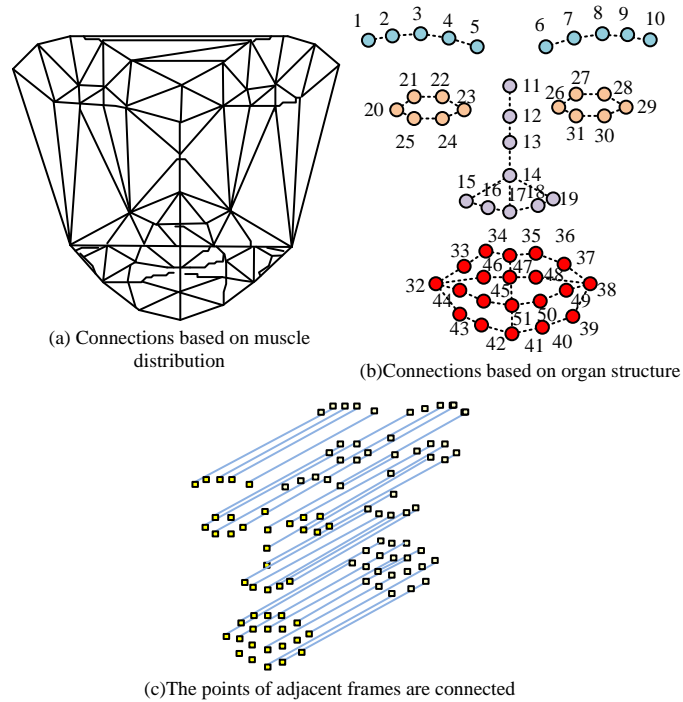 1 2 3 4 5 6 7 8 9 10
21 22 11 27 28
20 23 12 26 29
25 24 13 31 30
14
15 16 17 18 19
34 35 36
33 46 47 48 37
32 45 38
44 51 50 49
43 42 41 40 39
(a) Connections based on muscle
distribution
(b)Connections based on organ structure
(c)The points of adjacent frames are connected